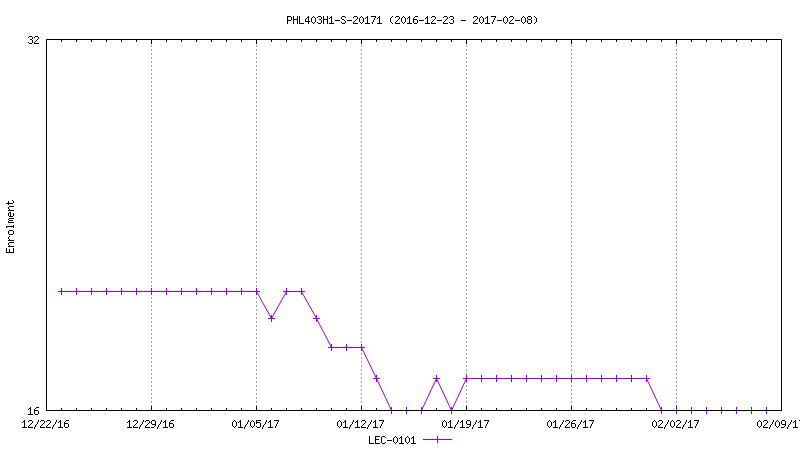 PHL403H1-S-20171 (2016-12-23 - 2017-02-08)
32
Enrolment
16
12/22/16 12/29/16 01/05/17 01/12/17 01/19/17 01/26/17 02/02/17 02/09/1
LEC-0101